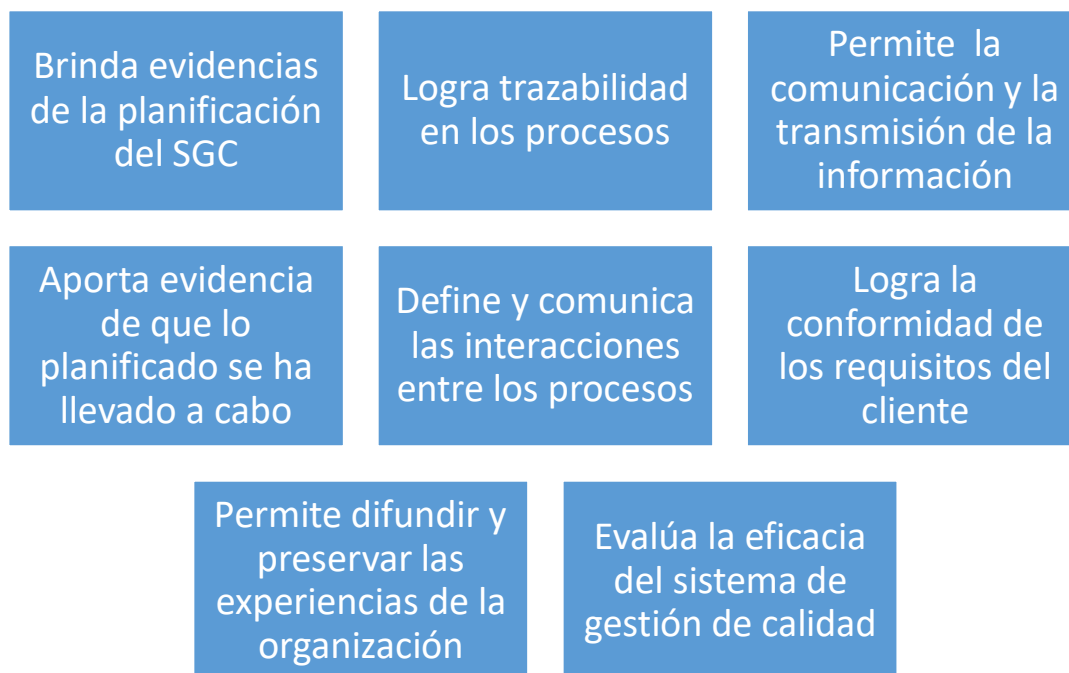 Brinda evidencias
de la planificación
del SGC
Logra trazabilidad
en los procesos
Permite la
comunicación y la
transmisión de la
información
Aporta evidencia
de que lo
planificado se ha
llevado a cabo
Define y comunica
las interacciones
entre los procesos
Logra la
conformidad de
los requisitos del
cliente
Permite difundir y
preservar las
experiencias de la
organización
Evalúa la eficacia
del sistema de
gestión de calidad